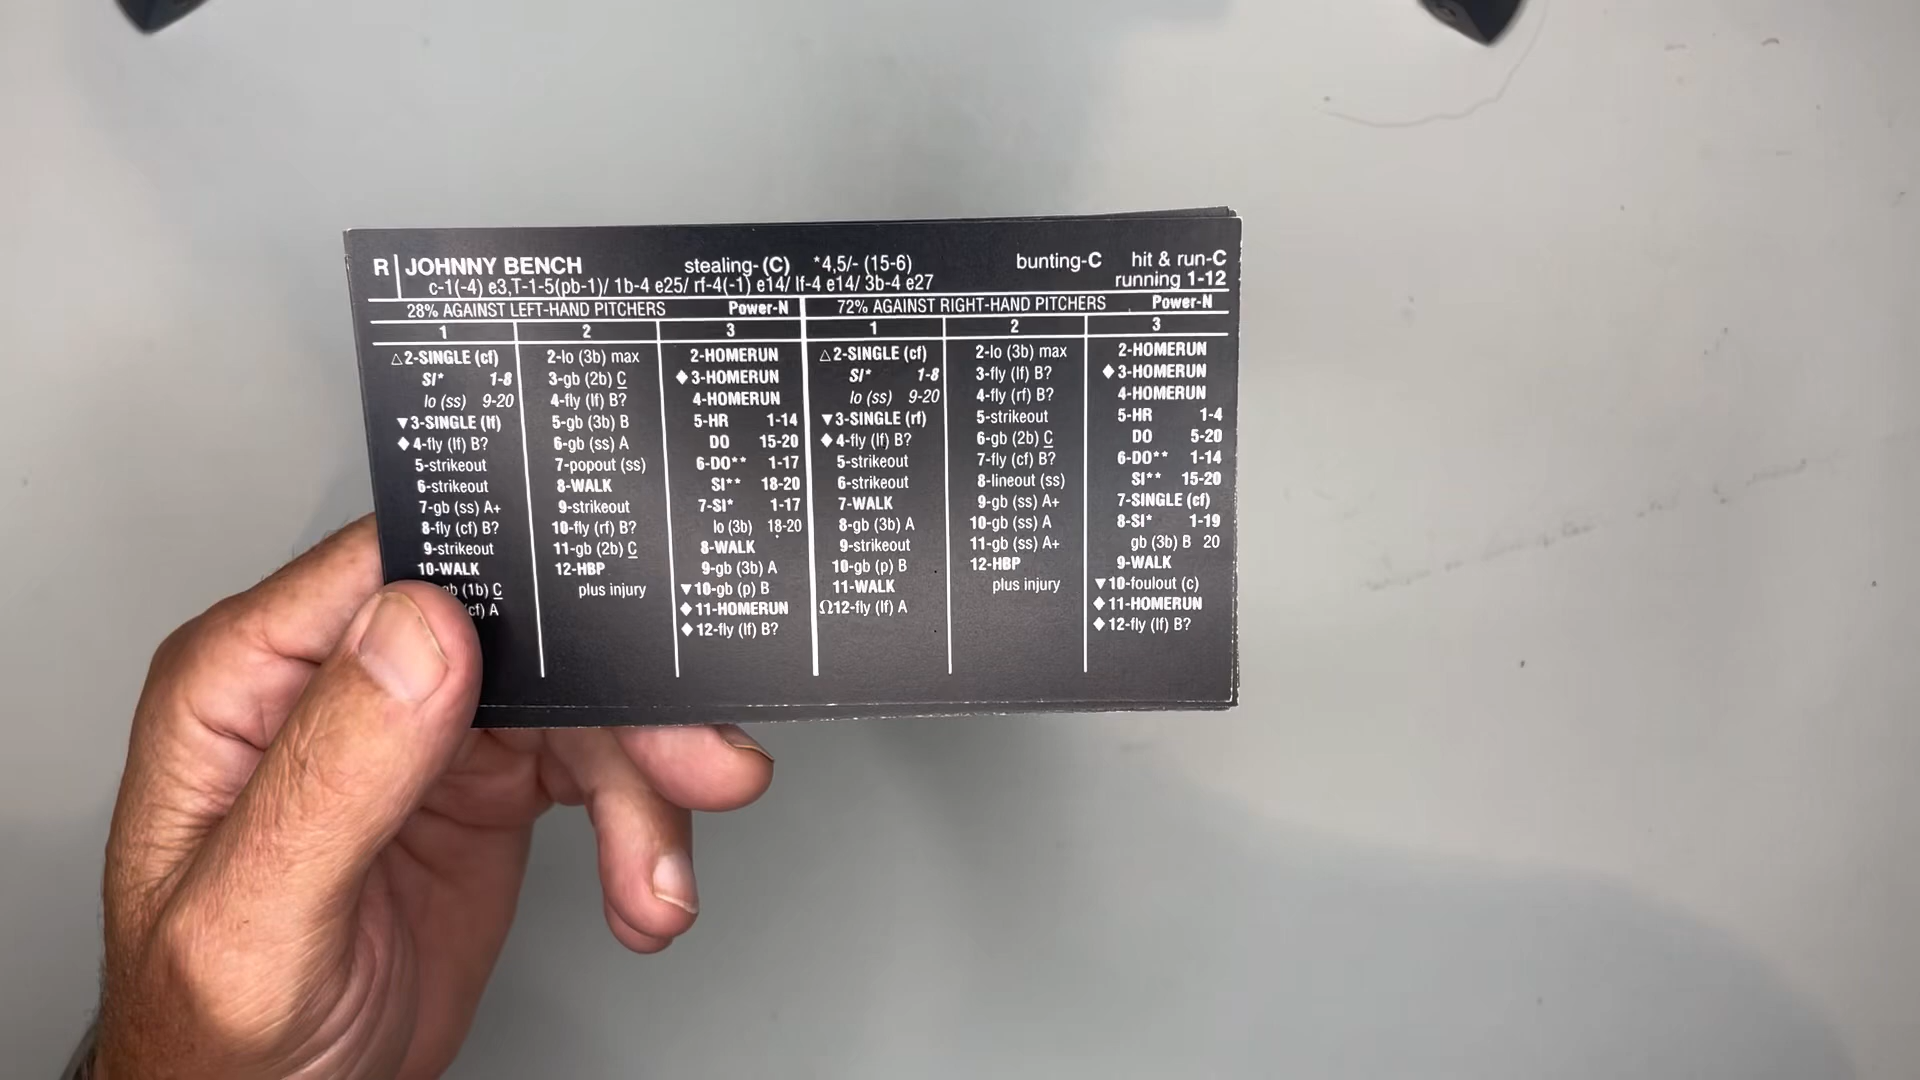 R JOHNNY BENCH stealing-(C) *4,5/- (15-6) bunting-C hit & run-C
c-1(-4) e3,T-1-5(pb-1)/ 1b-4 e25/ rf-4(-1) e14/ lf-4 e14/ 3b-4 e27 running 1-12
28% AGAINST LEFT-HAND PITCHERS Power-N
1
△2-SINGLE (cf)
SI* 1-8
lo (ss) 9-20
▼3-SINGLE (lf)
◆4-fly (lf) B?
5-strikeout
6-strikeout
7-gb (ss) A+
8-fly (cf) B?
9-strikeout
10-WALK
(1b) C
(cf) A
2
2-lo (3b) max
3-gb (2b) C
4-fly (lf) B?
5-gb (3b) B
6-gb (ss) A
7-popout (ss)
8-WALK
9-strikeout
10-fly (rf) B?
11-gb (2b) C
12-HBP
plus injury
3
2-HOMERUN
◆3-HOMERUN
4-HOMERUN
5-HR 1-14
DO 15-20
6-DO** 1-17
SI** 18-20
7-SI* 1-17
lo (3b) 18-20
8-WALK
9-gb (3b) A
▼10-gb (p) B
◆11-HOMERUN
◆12-fly (lf) B?
72% AGAINST RIGHT-HAND PITCHERS Power-N
1
△2-SINGLE (cf)
SI* 1-8
lo (ss) 9-20
▼3-SINGLE (rf)
◆4-fly (lf) B?
5-strikeout
6-strikeout
7-WALK
8-gb (3b) A
9-strikeout
10-gb (p) B
11-WALK
Ω12-fly (lf) A
2
2-lo (3b) max
3-fly (lf) B?
4-fly (rf) B?
5-strikeout
6-gb (2b) C
7-fly (cf) B?
8-lineout (ss)
9-gb (ss) A+
10-gb (ss) A
11-gb (ss) A+
12-HBP
plus injury
3
2-HOMERUN
◆3-HOMERUN
4-HOMERUN
5-HR 1-4
DO 5-20
6-DO** 1-14
SI** 15-20
7-SINGLE (cf)
8-SI* 1-19
gb (3b) B 20
9-WALK
▼10-foulout (c)
◆11-HOMERUN
◆12-fly (lf) B?